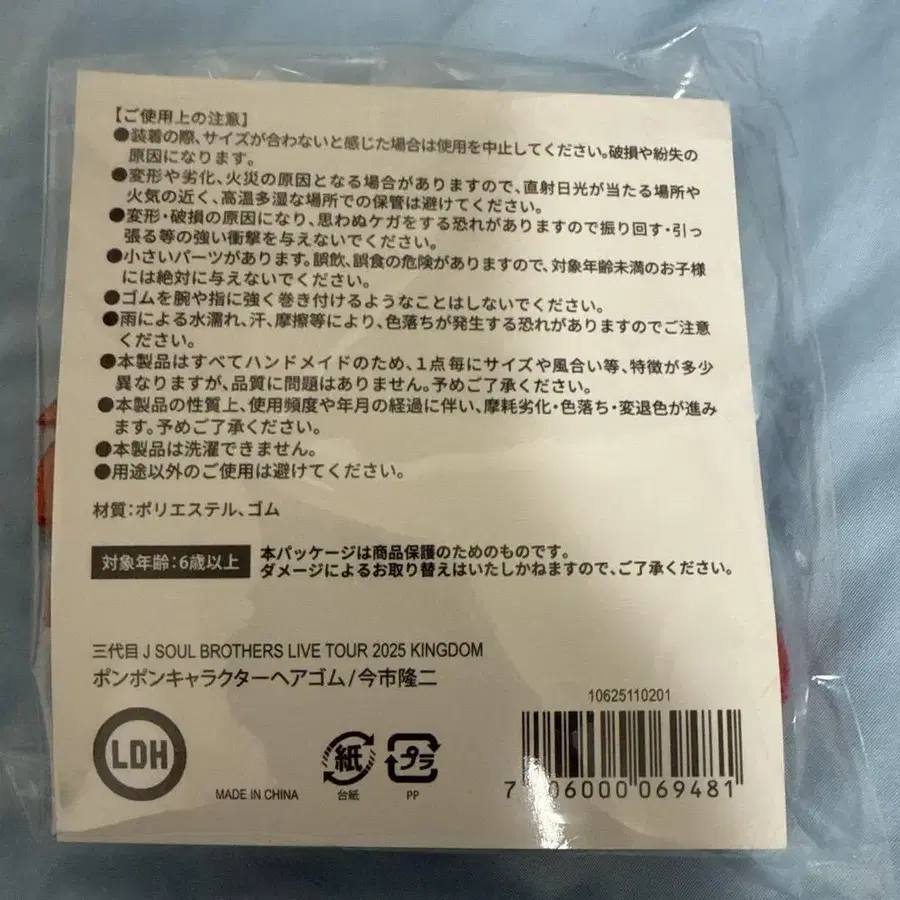 【ご使用上の注意】
●装着の際、サイズが合わないと感じた場合は使用を中止してください。破損や紛失の
原因になります。
●変形や劣化、火災の原因となる場合がありますので、直射日光が当たる場所や
火気の近く、高温多湿な場所での保管は避けてください。
●変形・破損の原因になり、思わぬケガをする恐れがありますので振り回す・引っ
張る等の強い衝撃を与えないでください。
●小さいパーツがあります。誤飲、誤食の危険がありますので、対象年齢未満のお子様
には絶対に与えないでください。
●ゴムを腕や指に強く巻き付けるようなことはしないでください。
●雨による水濡れ、汗、摩擦等により、色落ちが発生する恐れがありますのでご注意
ください。
●本製品はすべてハンドメイドのため、1点毎にサイズや風合い等、特徴が多少
異なりますが、品質に問題はありません。予めご了承ください。
●本製品の性質上、使用頻度や年月の経過に伴い、摩耗劣化・色落ち・変退色が進み
ます。予めご了承ください。
●本製品は洗濯できません。
●用途以外のご使用は避けてください。
材質:ポリエステル、ゴム
対象年齢:6歳以上
本パッケージは商品保護のためのものです。
ダメージによるお取り替えはいたしかねますので、ご了承ください。
三代目 J SOUL BROTHERS LIVE TOUR 2025 KINGDOM
ポンポンキャラクターヘアゴム/今市隆二
10625110201
LDH
MADE IN CHINA
紙
台紙
プラ
PP
7 06000 069481